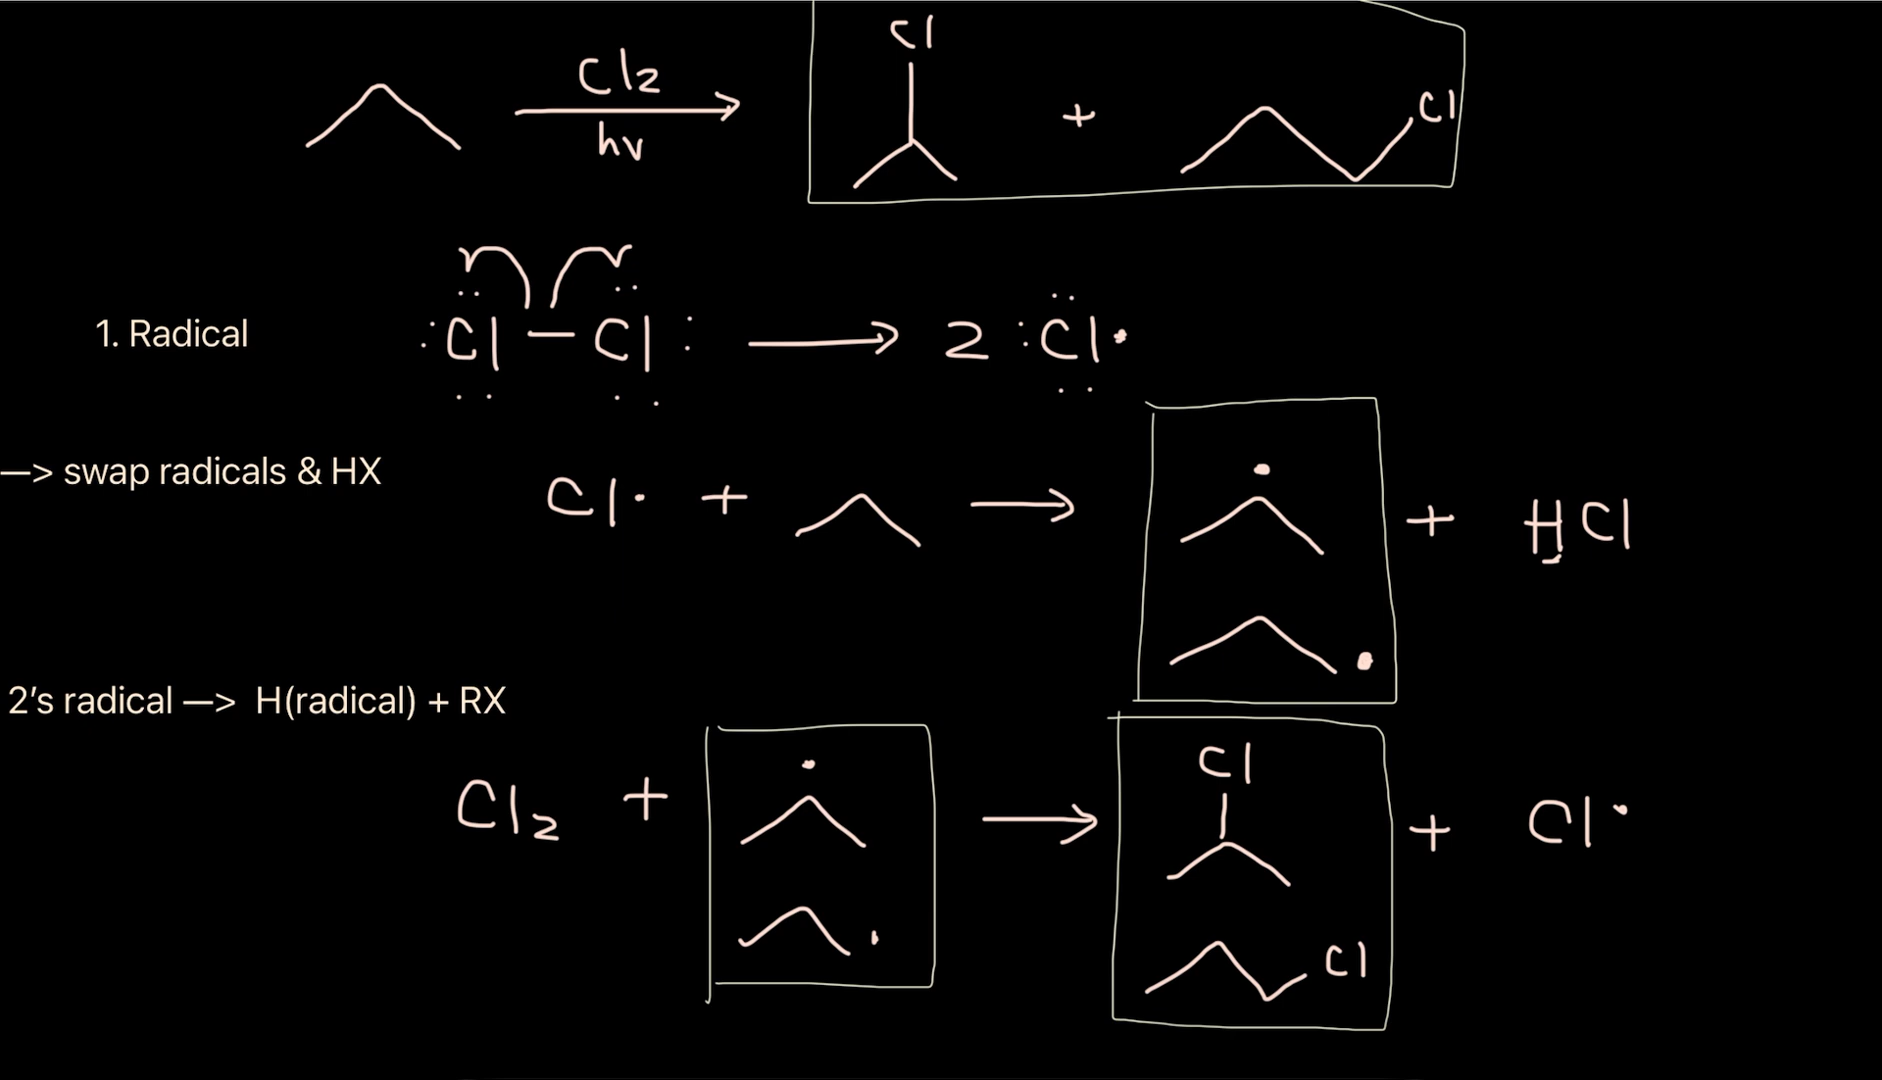 Cl
Cl₂
hν
+
Cl
1. Radical
:Cl—Cl: → 2 :Cl·
—> swap radicals & HX
Cl· + → + HCl
2's radical —> H(radical) + RX
Cl₂ + → + Cl·
Cl
Cl